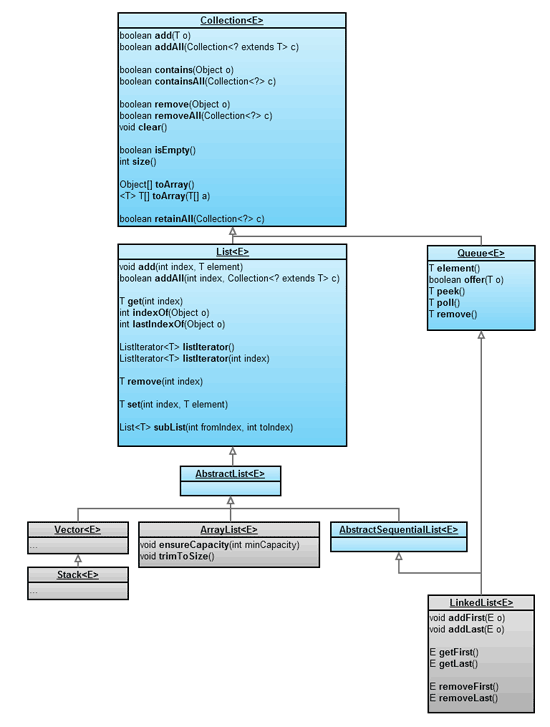 Collection<E>
boolean add(T o)
boolean addAll(Collection<? extends T> c)
boolean contains(Object o)
boolean containsAll(Collection<?> c)
boolean remove(Object o)
boolean removeAll(Collection<?> c)
void clear()
boolean isEmpty()
int size()
Object[] toArray()
<T> T[] toArray(T[] a)
boolean retainAll(Collection<?> c)
List<E>
void add(int index, T element)
boolean addAll(int index, Collection<? extends T> c)
T get(int index)
int indexOf(Object o)
int lastIndexOf(Object o)
ListIterator<T> listIterator()
ListIterator<T> listIterator(int index)
T remove(int index)
T set(int index, T element)
List<T> subList(int fromIndex, int toIndex)
Queue<E>
T element()
boolean offer(T o)
T peek()
T poll()
T remove()
AbstractList<E>
Vector<E>
...
ArrayList<E>
void ensureCapacity(int minCapacity)
void trimToSize()
AbstractSequentialList<E>
Stack<E>
...
LinkedList<E>
void addFirst(E o)
void addLast(E o)
E getFirst()
E getLast()
E removeFirst()
E removeLast()